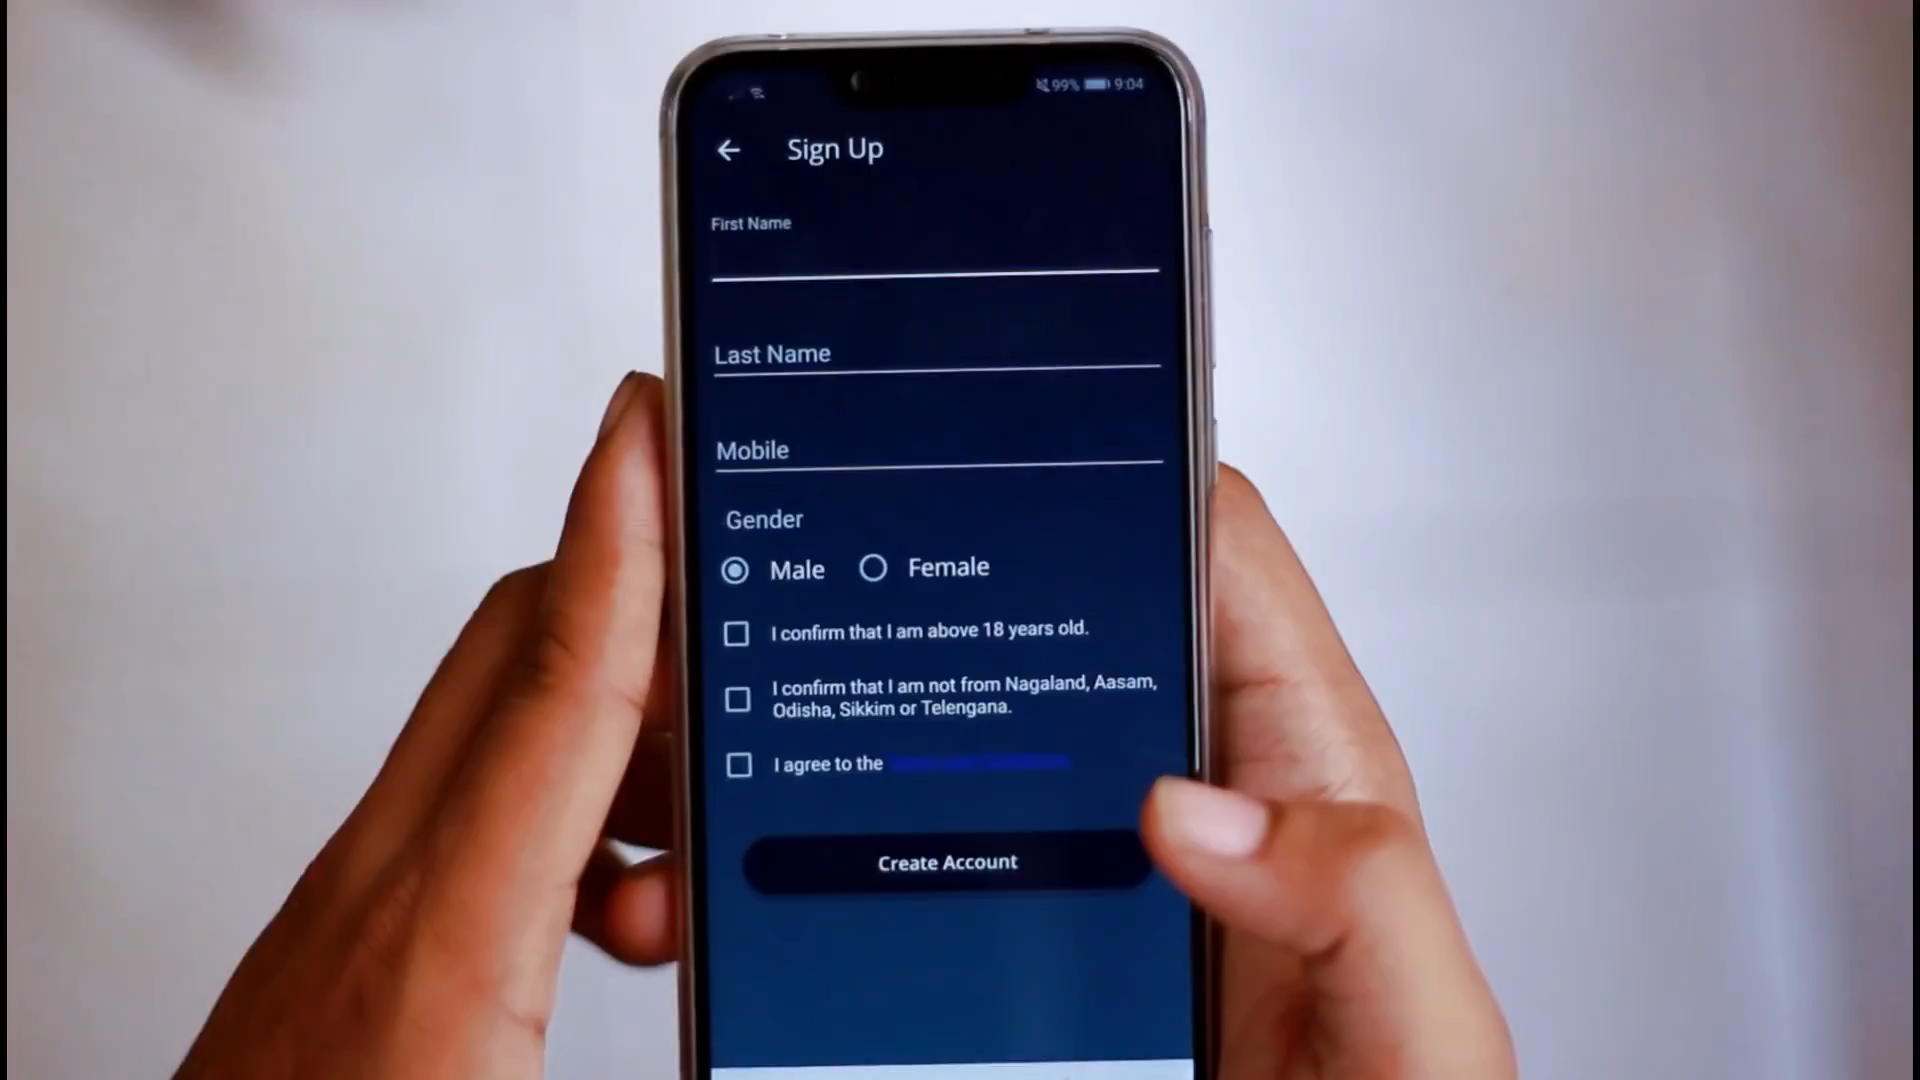 99% 9:04
Sign Up
First Name
Last Name
Mobile
Gender
Male Female
I confirm that I am above 18 years old.
I confirm that I am not from Nagaland, Aasam,
Odisha, Sikkim or Telengana.
I agree to the
Create Account